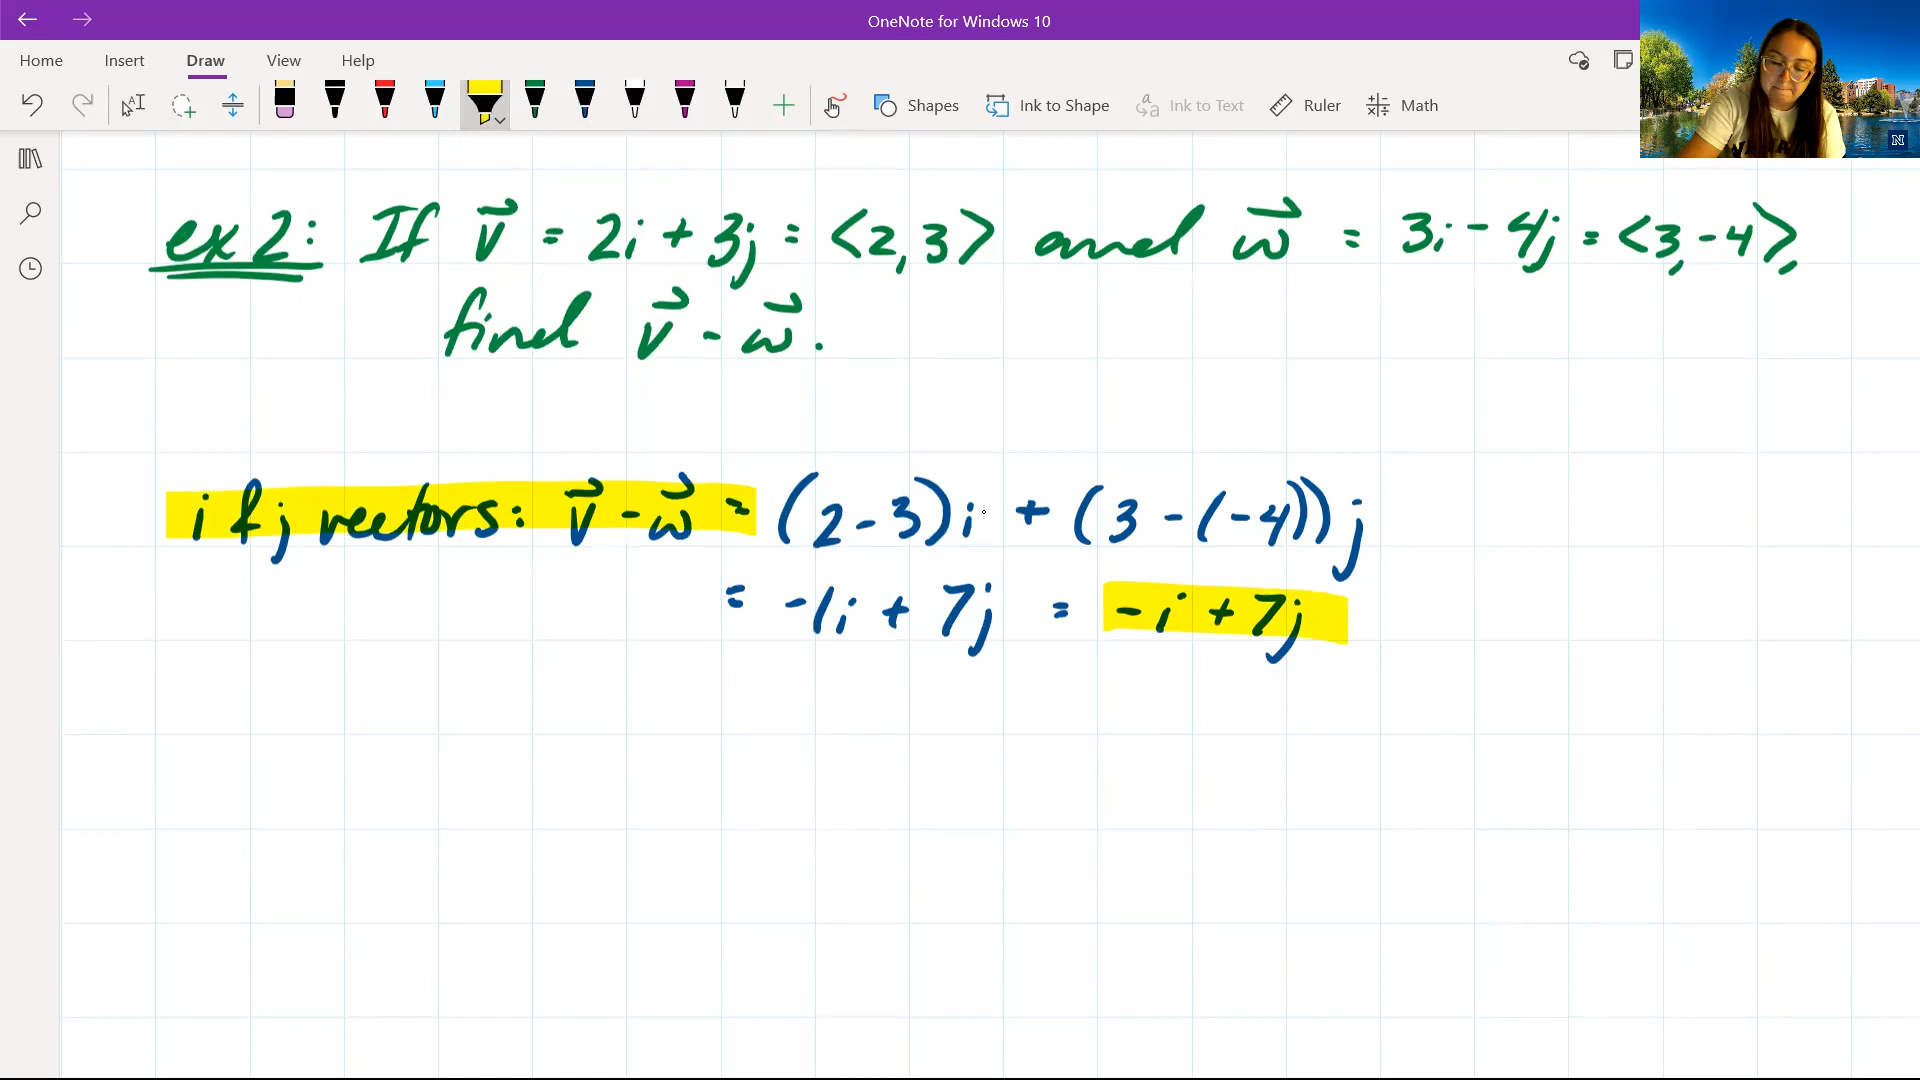 OneNote for Windows 10
Home Insert Draw View Help
Shapes Ink to Shape Ink to Text Ruler Math
N
ex 2: If v⃗ = 2i + 3j = <2, 3> and w⃗ = 3i - 4j = <3, -4>,
find v⃗ - w⃗.
i & j vectors: v⃗ - w⃗ = (2 - 3)i + (3 - (-4))j
= -1i + 7j = -i + 7j